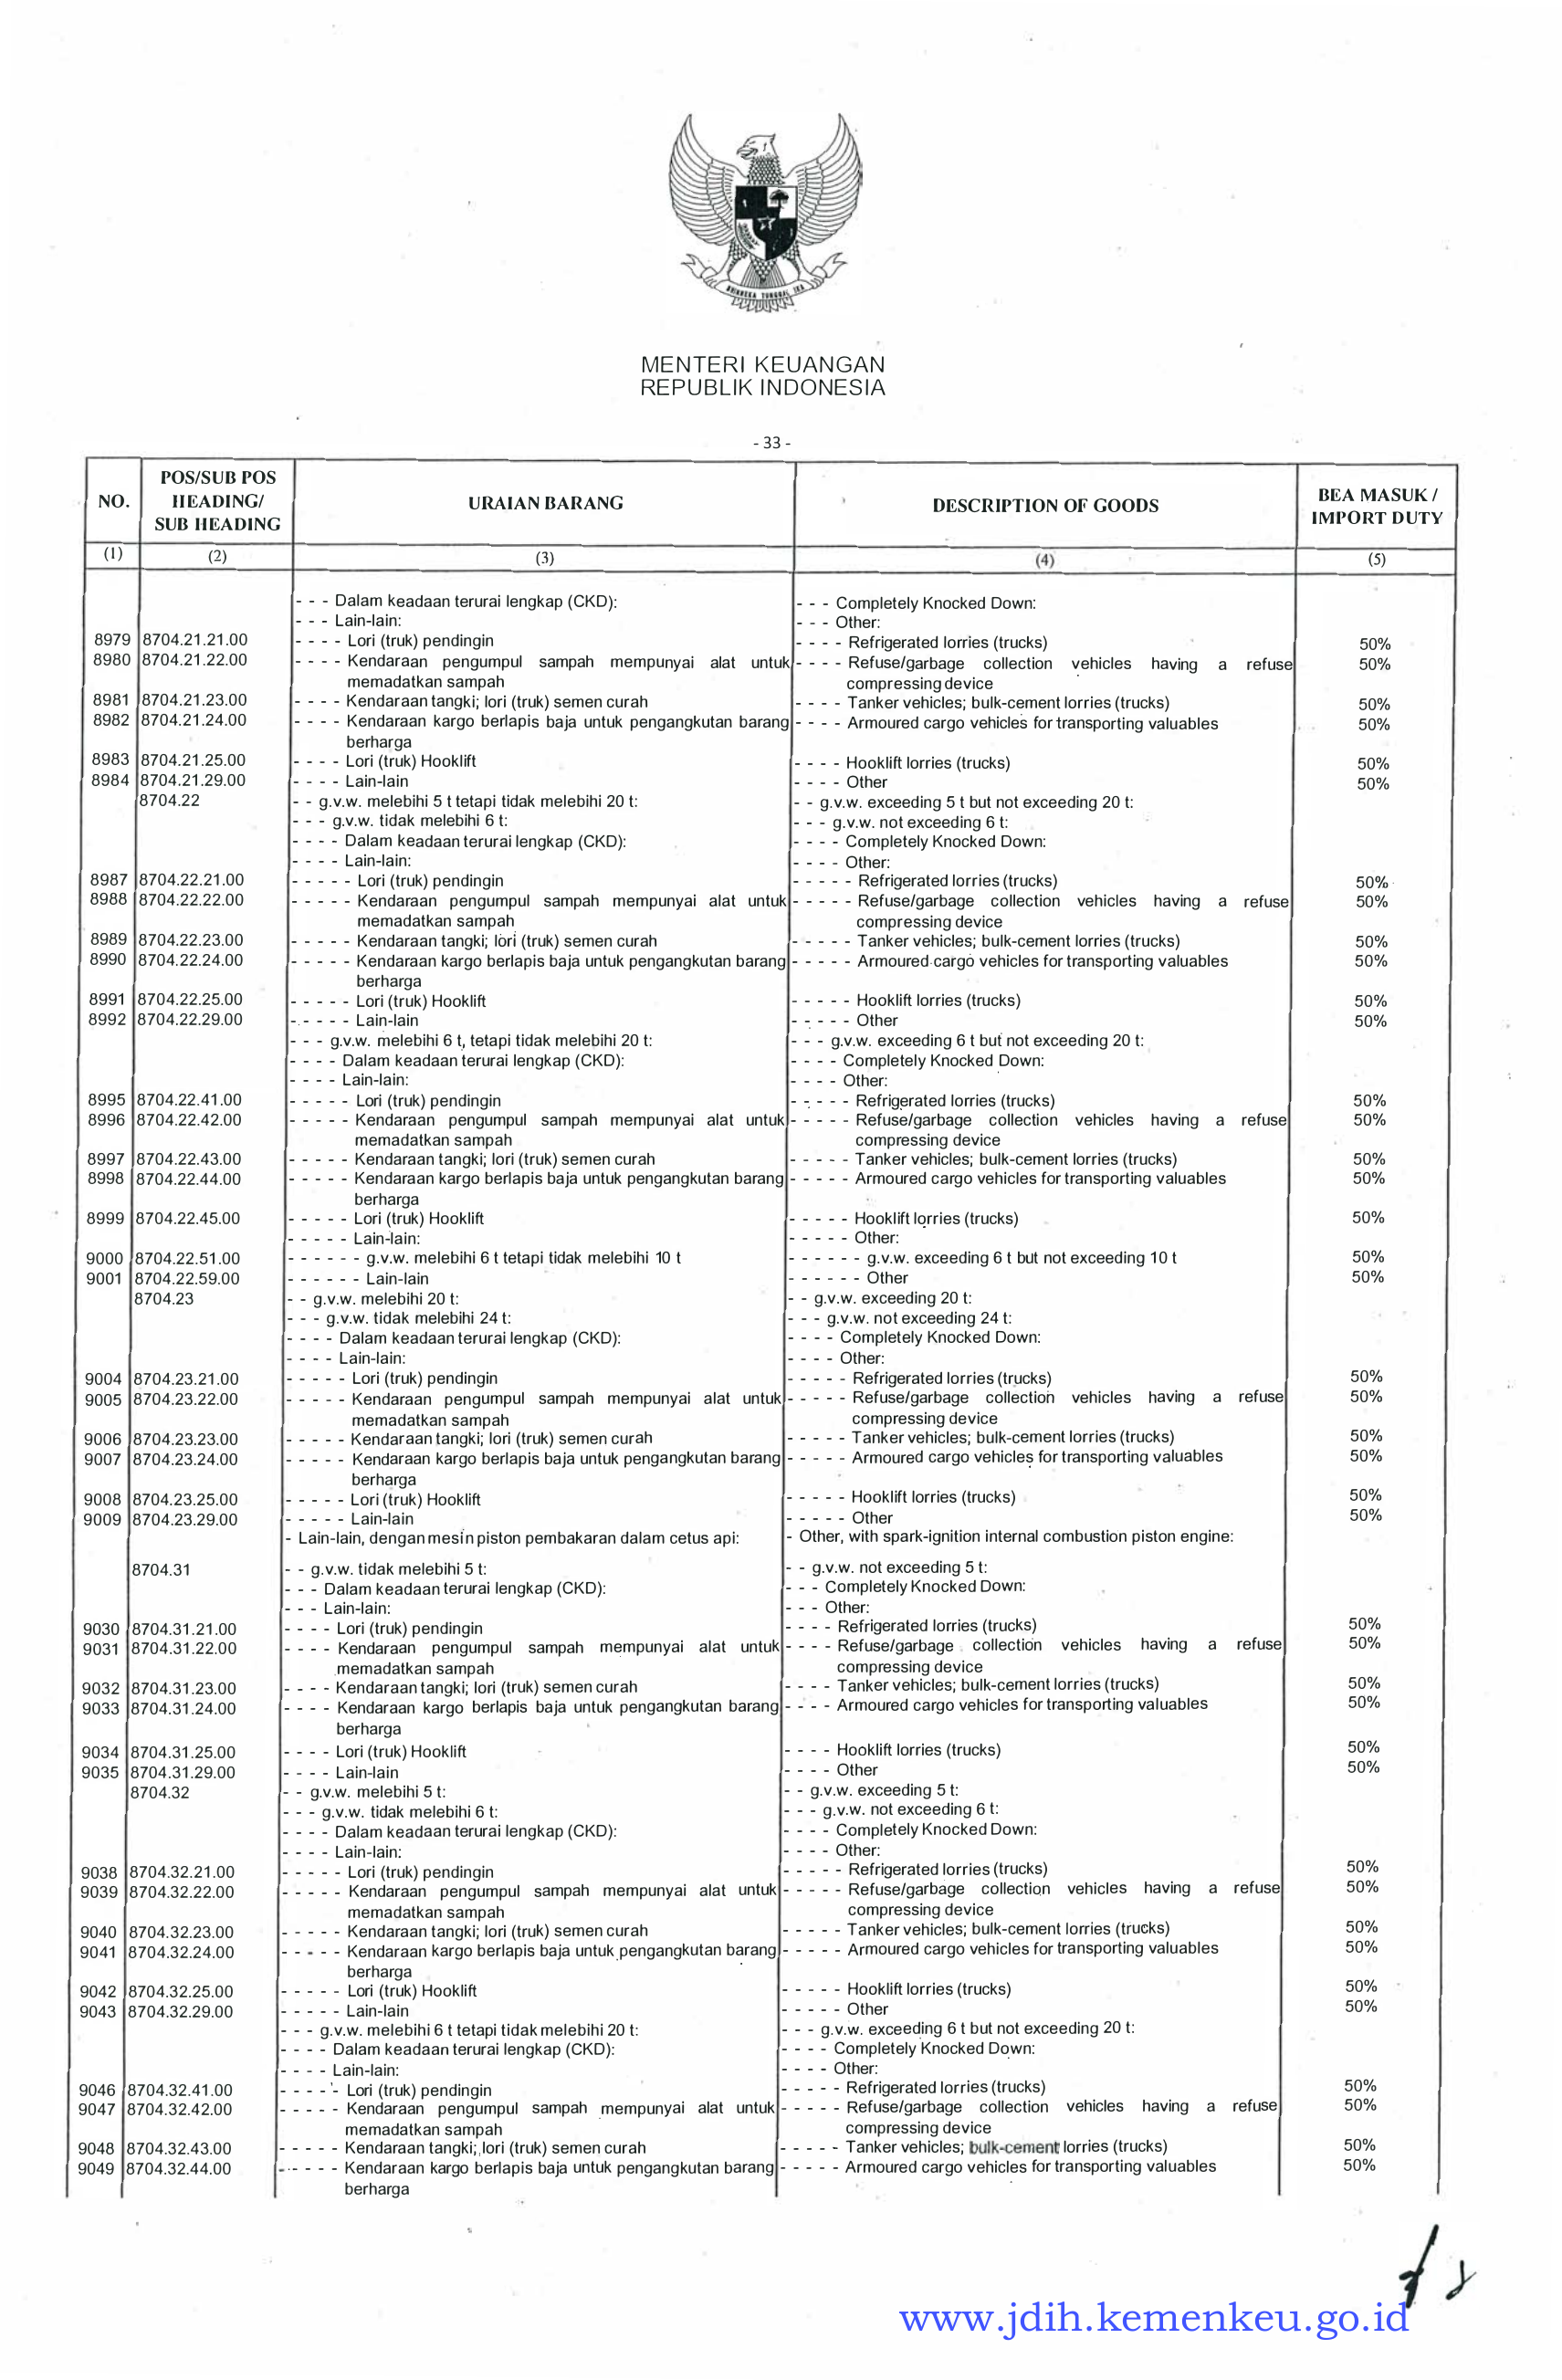 BHINNEKA TUNGGAL IKA
MENTERI KEUANGAN
REPUBLIK INDONESIA
- 33 -
NO. POS/SUB POS HEADING/ SUB HEADING URAIAN BARANG DESCRIPTION OF GOODS BEA MASUK / IMPORT DUTY
(1) (2) (3) (4) (5)
- - - Dalam keadaan terurai lengkap (CKD): - - - Completely Knocked Down:
- - - Lain-lain: - - - Other:
8979 8704.21.21.00 - - - - Lori (truk) pendingin - - - - Refrigerated lorries (trucks) 50%
8980 8704.21.22.00 - - - - Kendaraan pengumpul sampah mempunyai alat untuk - - - - Refuse/garbage collection vehicles having a refuse 50%
memadatkan sampah compressing device
8981 8704.21.23.00 - - - - Kendaraan tangki; lori (truk) semen curah - - - - Tanker vehicles; bulk-cement lorries (trucks) 50%
8982 8704.21.24.00 - - - - Kendaraan kargo berlapis baja untuk pengangkutan barang - - - - Armoured cargo vehicles for transporting valuables 50%
berharga
8983 8704.21.25.00 - - - - Lori (truk) Hooklift - - - - Hooklift lorries (trucks) 50%
8984 8704.21.29.00 - - - - Lain-lain - - - - Other 50%
8704.22 - - g.v.w. melebihi 5 t tetapi tidak melebihi 20 t: - - g.v.w. exceeding 5 t but not exceeding 20 t:
- - - g.v.w. tidak melebihi 6 t: - - - g.v.w. not exceeding 6 t:
- - - - Dalam keadaan terurai lengkap (CKD): - - - - Completely Knocked Down:
- - - - Lain-lain: - - - - Other:
8987 8704.22.21.00 - - - - - Lori (truk) pendingin - - - - - Refrigerated lorries (trucks) 50%
8988 8704.22.22.00 - - - - - Kendaraan pengumpul sampah mempunyai alat untuk - - - - - Refuse/garbage collection vehicles having a refuse 50%
memadatkan sampah compressing device
8989 8704.22.23.00 - - - - - Kendaraan tangki; lori (truk) semen curah - - - - - Tanker vehicles; bulk-cement lorries (trucks) 50%
8990 8704.22.24.00 - - - - - Kendaraan kargo berlapis baja untuk pengangkutan barang - - - - - Armoured cargo vehicles for transporting valuables 50%
berharga
8991 8704.22.25.00 - - - - - Lori (truk) Hooklift - - - - - Hooklift lorries (trucks) 50%
8992 8704.22.29.00 - - - - - Lain-lain - - - - - Other 50%
- - - g.v.w. melebihi 6 t, tetapi tidak melebihi 20 t: - - - g.v.w. exceeding 6 t but not exceeding 20 t:
- - - - Dalam keadaan terurai lengkap (CKD): - - - - Completely Knocked Down:
- - - - Lain-lain: - - - - Other:
8995 8704.22.41.00 - - - - - Lori (truk) pendingin - - - - - Refrigerated lorries (trucks) 50%
8996 8704.22.42.00 - - - - - Kendaraan pengumpul sampah mempunyai alat untuk - - - - - Refuse/garbage collection vehicles having a refuse 50%
memadatkan sampah compressing device
8997 8704.22.43.00 - - - - - Kendaraan tangki; lori (truk) semen curah - - - - - Tanker vehicles; bulk-cement lorries (trucks) 50%
8998 8704.22.44.00 - - - - - Kendaraan kargo berlapis baja untuk pengangkutan barang - - - - - Armoured cargo vehicles for transporting valuables 50%
berharga
8999 8704.22.45.00 - - - - - Lori (truk) Hooklift - - - - - Hooklift lorries (trucks) 50%
- - - - - Lain-lain: - - - - - Other:
9000 8704.22.51.00 - - - - - - g.v.w. melebihi 6 t tetapi tidak melebihi 10 t - - - - - - g.v.w. exceeding 6 t but not exceeding 10 t 50%
9001 8704.22.59.00 - - - - - - Lain-lain - - - - - - Other 50%
8704.23 - - g.v.w. melebihi 20 t: - - g.v.w. exceeding 20 t:
- - - g.v.w. tidak melebihi 24 t: - - - g.v.w. not exceeding 24 t:
- - - - Dalam keadaan terurai lengkap (CKD): - - - - Completely Knocked Down:
- - - - Lain-lain: - - - - Other:
9004 8704.23.21.00 - - - - - Lori (truk) pendingin - - - - - Refrigerated lorries (trucks) 50%
9005 8704.23.22.00 - - - - - Kendaraan pengumpul sampah mempunyai alat untuk - - - - - Refuse/garbage collection vehicles having a refuse 50%
memadatkan sampah compressing device
9006 8704.23.23.00 - - - - - Kendaraan tangki; lori (truk) semen curah - - - - - Tanker vehicles; bulk-cement lorries (trucks) 50%
9007 8704.23.24.00 - - - - - Kendaraan kargo berlapis baja untuk pengangkutan barang - - - - - Armoured cargo vehicles for transporting valuables 50%
berharga
9008 8704.23.25.00 - - - - - Lori (truk) Hooklift - - - - - Hooklift lorries (trucks) 50%
9009 8704.23.29.00 - - - - - Lain-lain - - - - - Other 50%
- Lain-lain, dengan mesin piston pembakaran dalam cetus api: - Other, with spark-ignition internal combustion piston engine:
8704.31 - - g.v.w. tidak melebihi 5 t: - - g.v.w. not exceeding 5 t:
- - - Dalam keadaan terurai lengkap (CKD): - - - Completely Knocked Down:
- - - Lain-lain: - - - Other:
9030 8704.31.21.00 - - - - Lori (truk) pendingin - - - - Refrigerated lorries (trucks) 50%
9031 8704.31.22.00 - - - - Kendaraan pengumpul sampah mempunyai alat untuk - - - - Refuse/garbage collection vehicles having a refuse 50%
memadatkan sampah compressing device
9032 8704.31.23.00 - - - - Kendaraan tangki; lori (truk) semen curah - - - - Tanker vehicles; bulk-cement lorries (trucks) 50%
9033 8704.31.24.00 - - - - Kendaraan kargo berlapis baja untuk pengangkutan barang - - - - Armoured cargo vehicles for transporting valuables 50%
berharga
9034 8704.31.25.00 - - - - Lori (truk) Hooklift - - - - Hooklift lorries (trucks) 50%
9035 8704.31.29.00 - - - - Lain-lain - - - - Other 50%
8704.32 - - g.v.w. melebihi 5 t: - - g.v.w. exceeding 5 t:
- - - g.v.w. tidak melebihi 6 t: - - - g.v.w. not exceeding 6 t:
- - - - Dalam keadaan terurai lengkap (CKD): - - - - Completely Knocked Down:
- - - - Lain-lain: - - - - Other:
9038 8704.32.21.00 - - - - - Lori (truk) pendingin - - - - - Refrigerated lorries (trucks) 50%
9039 8704.32.22.00 - - - - - Kendaraan pengumpul sampah mempunyai alat untuk - - - - - Refuse/garbage collection vehicles having a refuse 50%
memadatkan sampah compressing device
9040 8704.32.23.00 - - - - - Kendaraan tangki; lori (truk) semen curah - - - - - Tanker vehicles; bulk-cement lorries (trucks) 50%
9041 8704.32.24.00 - - - - - Kendaraan kargo berlapis baja untuk pengangkutan barang - - - - - Armoured cargo vehicles for transporting valuables 50%
berharga
9042 8704.32.25.00 - - - - - Lori (truk) Hooklift - - - - - Hooklift lorries (trucks) 50%
9043 8704.32.29.00 - - - - - Lain-lain - - - - - Other 50%
- - - g.v.w. melebihi 6 t tetapi tidak melebihi 20 t: - - - g.v.w. exceeding 6 t but not exceeding 20 t:
- - - - Dalam keadaan terurai lengkap (CKD): - - - - Completely Knocked Down:
- - - - Lain-lain: - - - - Other:
9046 8704.32.41.00 - - - - - Lori (truk) pendingin - - - - - Refrigerated lorries (trucks) 50%
9047 8704.32.42.00 - - - - - Kendaraan pengumpul sampah mempunyai alat untuk - - - - - Refuse/garbage collection vehicles having a refuse 50%
memadatkan sampah compressing device
9048 8704.32.43.00 - - - - - Kendaraan tangki; lori (truk) semen curah - - - - - Tanker vehicles; bulk-cement lorries (trucks) 50%
9049 8704.32.44.00 - - - - - Kendaraan kargo berlapis baja untuk pengangkutan barang - - - - - Armoured cargo vehicles for transporting valuables 50%
berharga
www.jdih.kemenkeu.go.id